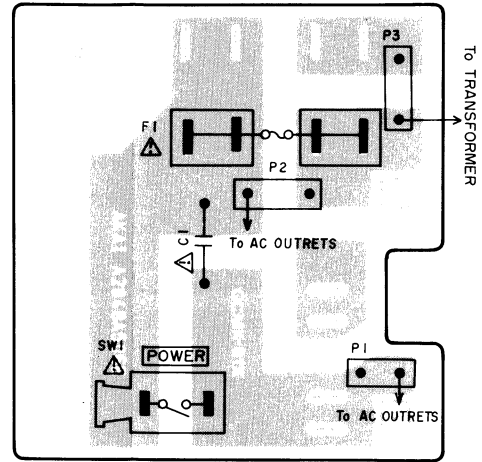 P3
To TRANSFORMER
F1
P2
To AC OUTRETS
C1
SW1
POWER
P1
To AC OUTRETS